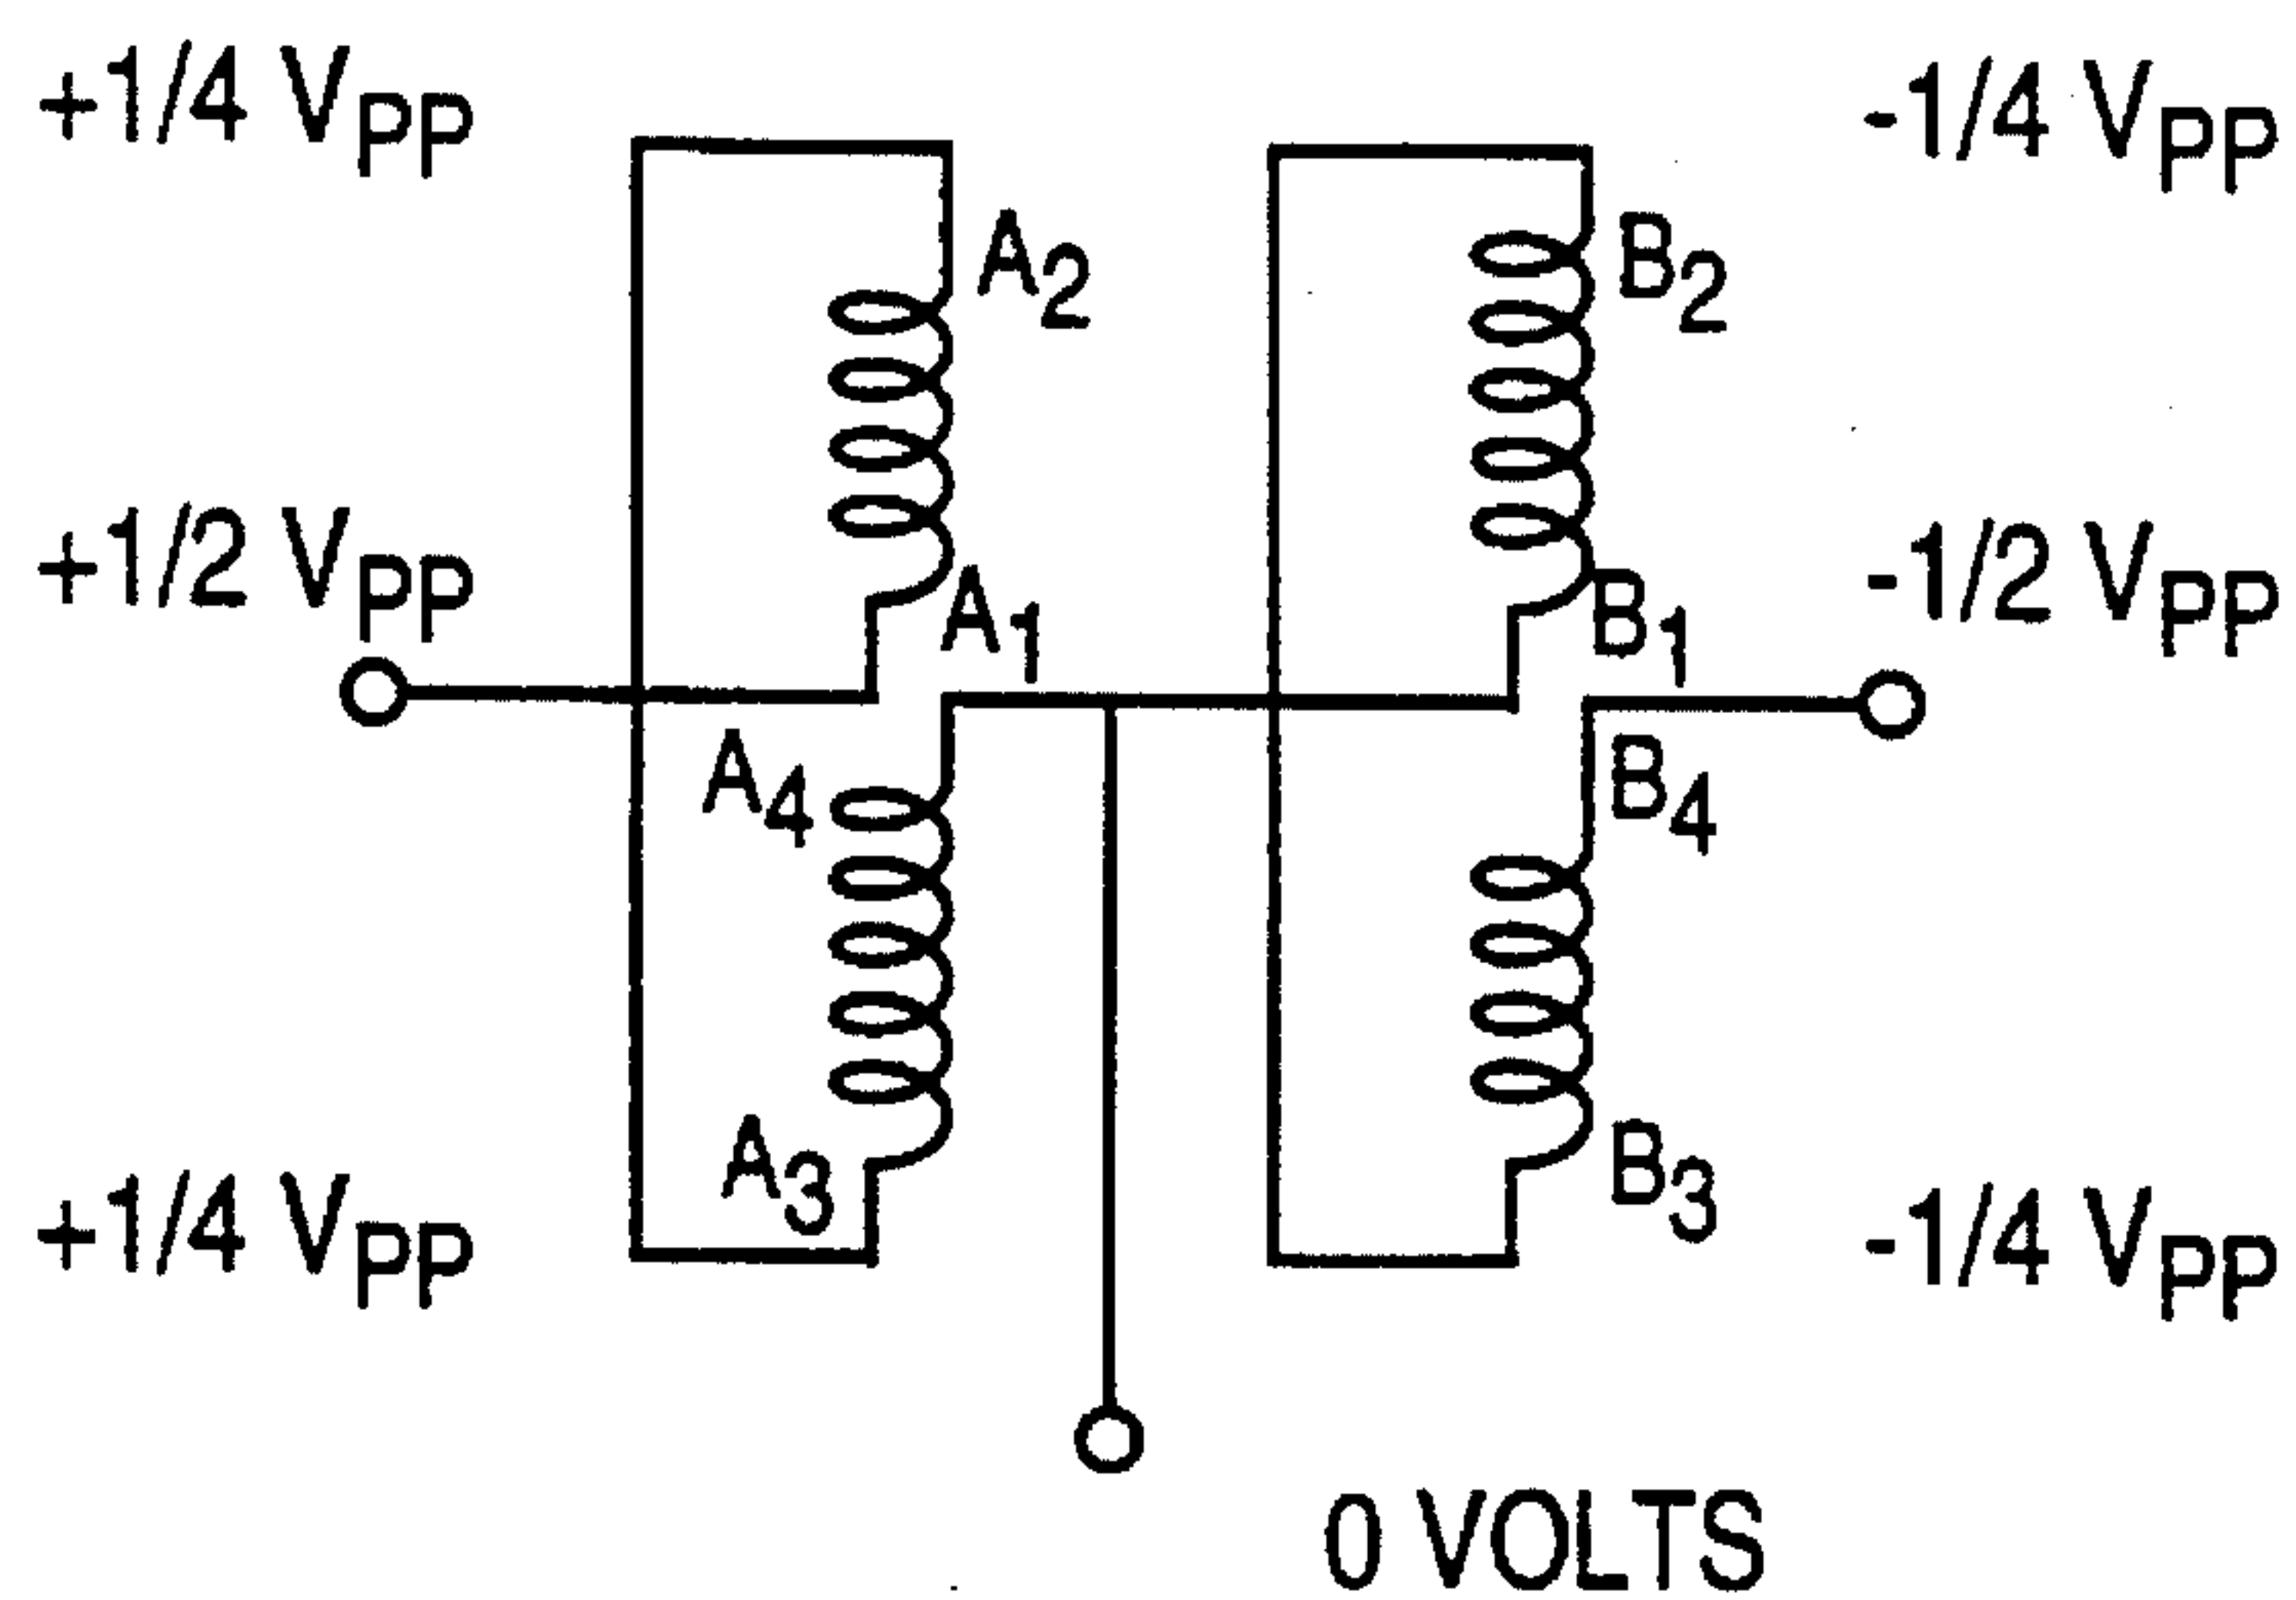 +1/4 VPP
-1/4 VPP
A2
B2
+1/2 VPP
-1/2 VPP
A1
B1
A4
B4
A3
B3
+1/4 VPP
-1/4 VPP
0 VOLTS